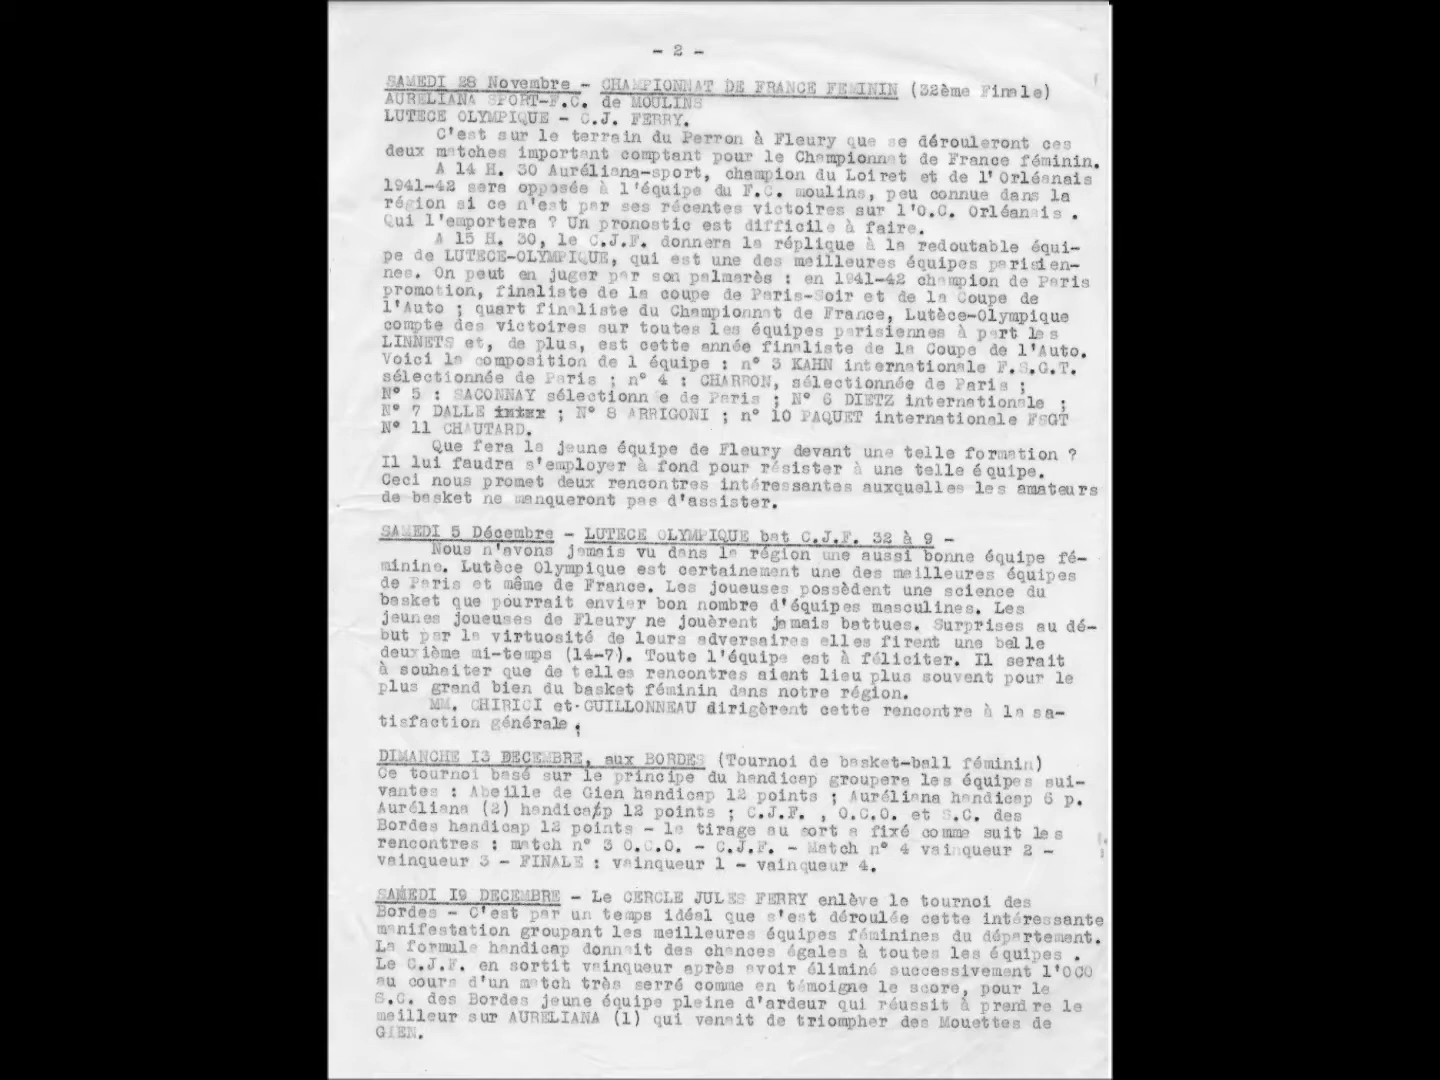 - 2 -
SAMEDI 28 Novembre - CHAMPIONNAT DE FRANCE FEMININ (32ème Finale)
AURELIANA SPORT-F.C. de MOULINS
LUTECE OLYMPIQUE - C.J. FERRY.
C'est sur le terrain du Perron à Fleury que se dérouleront ces
deux matches important comptant pour le Championnat de France féminin.
A 14 H. 30 Auréliana-sport, champion du Loiret et de l'Orléanais
1941-42 sera opposée à l'équipe du F.C. moulins, peu connue dans la
région si ce n'est par ses récentes victoires sur l'O.C. Orléanais .
Qui l'emportera ? Un pronostic est difficile à faire.
A 15 H. 30, le C.J.F. donnera la réplique à la redoutable équi-
pe de LUTECE-OLYMPIQUE, qui est une des meilleures équipes parisien-
nes. On peut en juger par son palmarès : en 1941-42 champion de Paris
promotion, finaliste de la coupe de Paris-Soir et de la Coupe de
l'Auto ; quart finaliste du Championnat de France, Lutèce-Olympique
compte des victoires sur toutes les équipes parisiennes à part les
LINNETS et, de plus, est cette année finaliste de la Coupe de l'Auto.
Voici la composition de l équipe : n° 3 KAHN internationale F.S.G.T.
sélectionnée de Paris ; n° 4 : CHARRON, sélectionnée de Paris ;
N° 5 : SACONNAY sélectionn e de Paris ; N° 6 DIETZ internationale ;
N° 7 DALLE inter ; N° 8 ARRIGONI ; n° 10 PAQUET internationale FSGT
N° 11 CHAUTARD.
Que fera la jeune équipe de Fleury devant une telle formation ?
Il lui faudra s'employer à fond pour résister à une telle équipe.
Ceci nous promet deux rencontres intéressantes auxquelles les amateurs
de basket ne manqueront pas d'assister.
SAMEDI 5 Décembre - LUTECE OLYMPIQUE bat C.J.F. 32 à 9 -
Nous n'avons jamais vu dans la région une aussi bonne équipe fé-
minine. Lutèce Olympique est certainement une des meilleures équipes
de Paris et même de France. Les joueuses possèdent une science du
basket que pourrait envier bon nombre d'équipes masculines. Les
jeunes joueuses de Fleury ne jouèrent jamais battues. Surprises au dé-
but par la virtuosité de leurs adversaires elles firent une belle
deuxième mi-temps (14-7). Toute l'équipe est à féliciter. Il serait
à souhaiter que de telles rencontres aient lieu plus souvent pour le
plus grand bien du basket féminin dans notre région.
MM. CHIRICI et GUILLONNEAU dirigèrent cette rencontre à la sa-
tisfaction générale ;
DIMANCHE 13 DECEMBRE, aux BORDES (Tournoi de basket-ball féminin)
Ce tournoi basé sur le principe du handicap groupera les équipes sui-
vantes : Abeille de Gien handicap 12 points ; Auréliana handicap 6 p.
Auréliana (2) handicap 12 points ; C.J.F. , O.C.O. et S.C. des
Bordes handicap 12 points - le tirage au sort a fixé comme suit les
rencontres : match n° 3 O.C.O. - C.J.F. - Match n° 4 vainqueur 2 -
vainqueur 3 - FINALE : vainqueur 1 - vainqueur 4.
SAMEDI 19 DECEMBRE - Le CERCLE JULES FERRY enlève le tournoi des
Bordes - C'est par un temps idéal que s'est déroulée cette intéressante
manifestation groupant les meilleures équipes féminines du département.
La formule handicap donnait des chances égales à toutes les équipes .
Le C.J.F. en sortit vainqueur après avoir éliminé successivement l'OCO
au cours d'un match très serré comme en témoigne le score, pour le
S.C. des Bordes jeune équipe pleine d'ardeur qui réussit à prendre le
meilleur sur AURELIANA (1) qui venait de triompher des Mouettes de
GIEN.